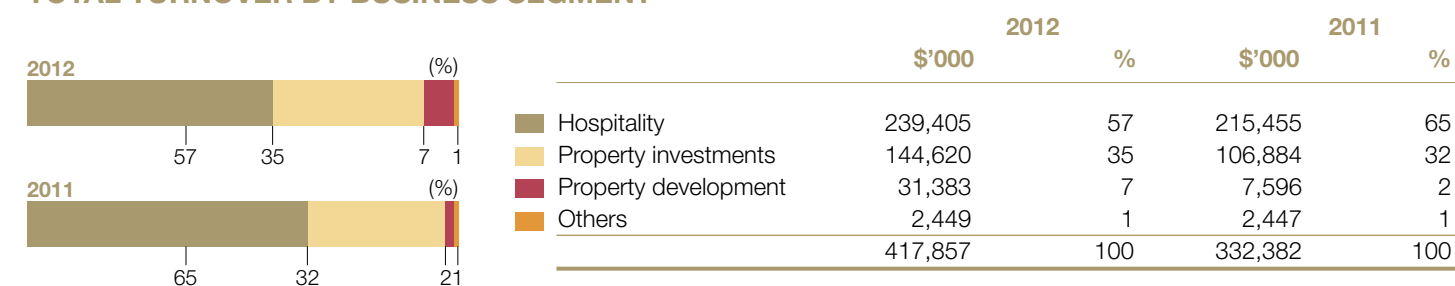 2012 (%)
57 35 7 1
2011 (%)
65 32 2 1
2012 2011
$'000 % $'000 %
Hospitality 239,405 57 215,455 65
Property investments 144,620 35 106,884 32
Property development 31,383 7 7,596 2
Others 2,449 1 2,447 1
417,857 100 332,382 100